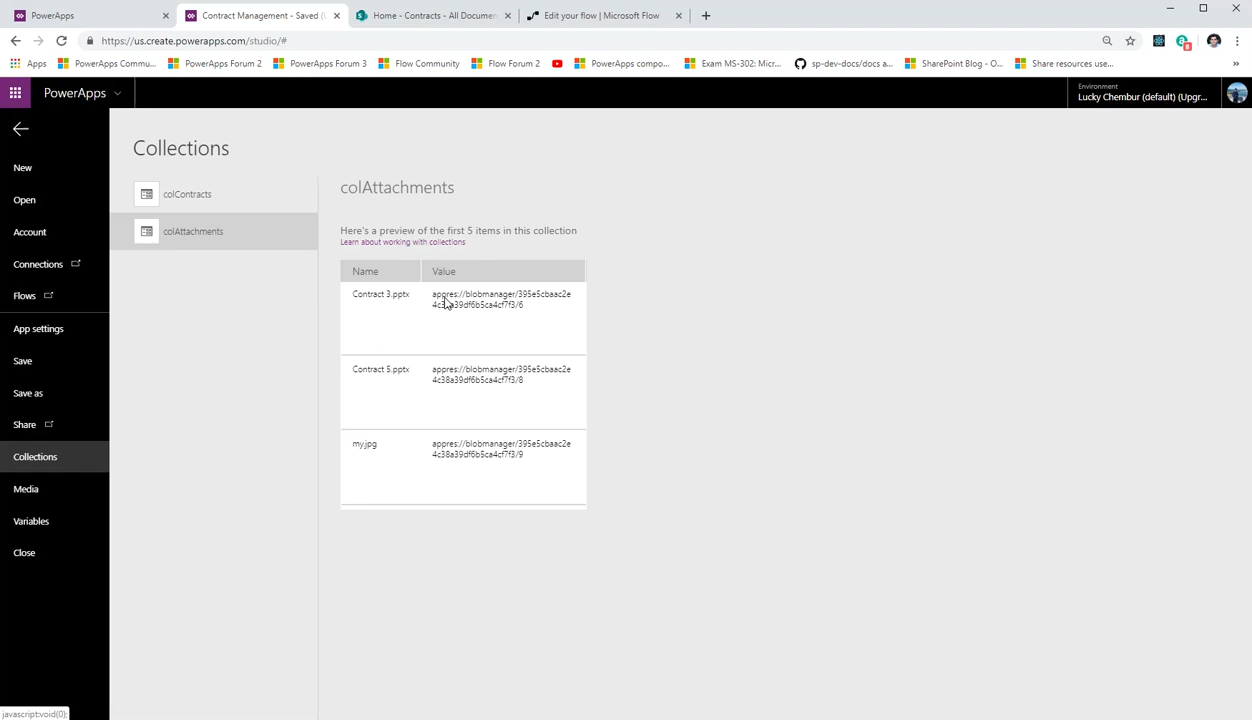 PowerApps
Contract Management - Saved (
Home - Contracts - All Documen
Edit your flow | Microsoft Flow
https://us.create.powerapps.com/studio/#
8
Apps
PowerApps Commu...
PowerApps Forum 2
PowerApps Forum 3
Flow Community
Flow Forum 2
PowerApps compo...
Exam MS-302: Micr...
sp-dev-docs/docs a...
SharePoint Blog - O...
Share resources use...
»
PowerApps
Environment
Lucky Chembur (default) (Upgr...
Collections
New
Open
Account
Connections
Flows
App settings
Save
Save as
Share
Collections
Media
Variables
Close
colContracts
colAttachments
colAttachments
Here's a preview of the first 5 items in this collection
Learn about working with collections
Name Value
Contract 3.pptx appres://blobmanager/395e5cbaac2e
4c38a39df6b5ca4cf7f3/6
Contract 5.pptx appres://blobmanager/395e5cbaac2e
4c38a39df6b5ca4cf7f3/8
my.jpg appres://blobmanager/395e5cbaac2e
4c38a39df6b5ca4cf7f3/9
javascript:void(0);